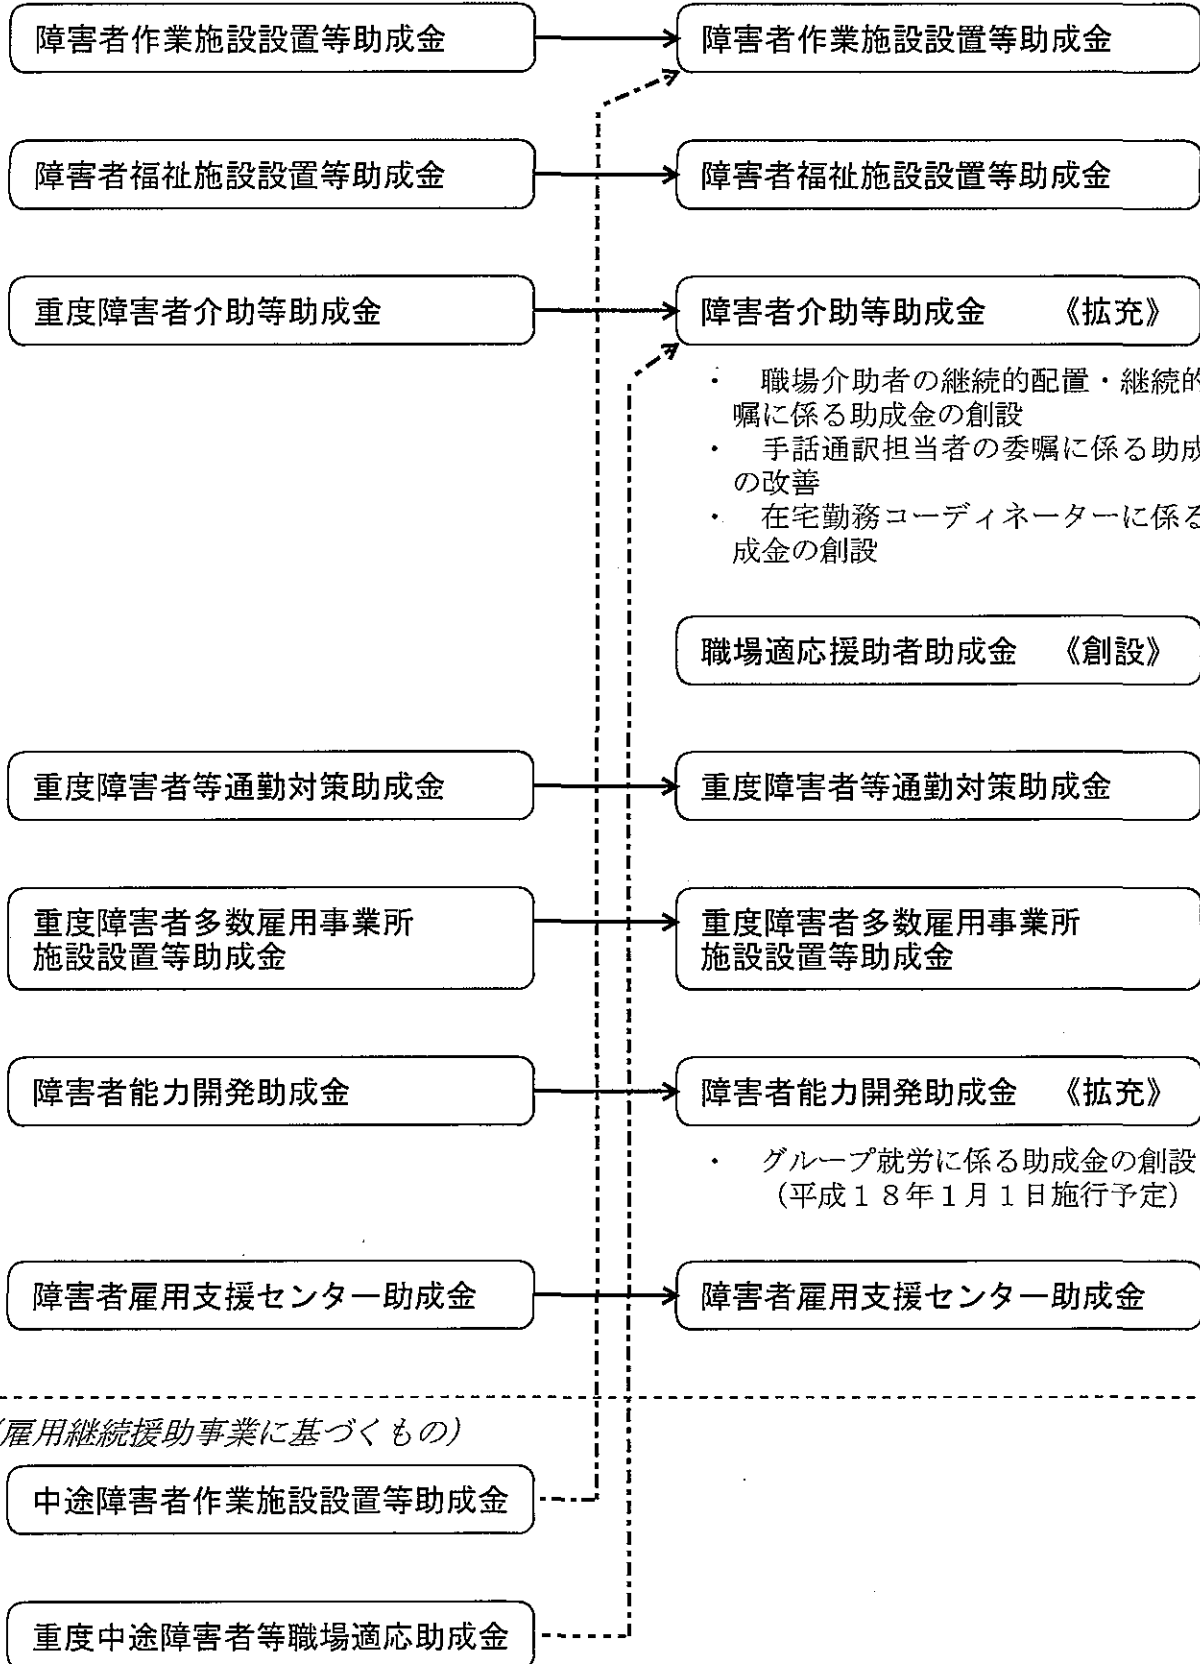 障害者作業施設設置等助成金
障害者作業施設設置等助成金
障害者福祉施設設置等助成金
障害者福祉施設設置等助成金
重度障害者介助等助成金
障害者介助等助成金 《拡充》
・ 職場介助者の継続的配置・継続的
嘱に係る助成金の創設
・ 手話通訳担当者の委嘱に係る助成
の改善
・ 在宅勤務コーディネーターに係る
成金の創設
職場適応援助者助成金 《創設》
重度障害者等通勤対策助成金
重度障害者等通勤対策助成金
重度障害者多数雇用事業所
施設設置等助成金
重度障害者多数雇用事業所
施設設置等助成金
障害者能力開発助成金
障害者能力開発助成金 《拡充》
・ グループ就労に係る助成金の創設
（平成１８年１月１日施行予定）
障害者雇用支援センター助成金
障害者雇用支援センター助成金
（雇用継続援助事業に基づくもの）
中途障害者作業施設設置等助成金
重度中途障害者等職場適応助成金